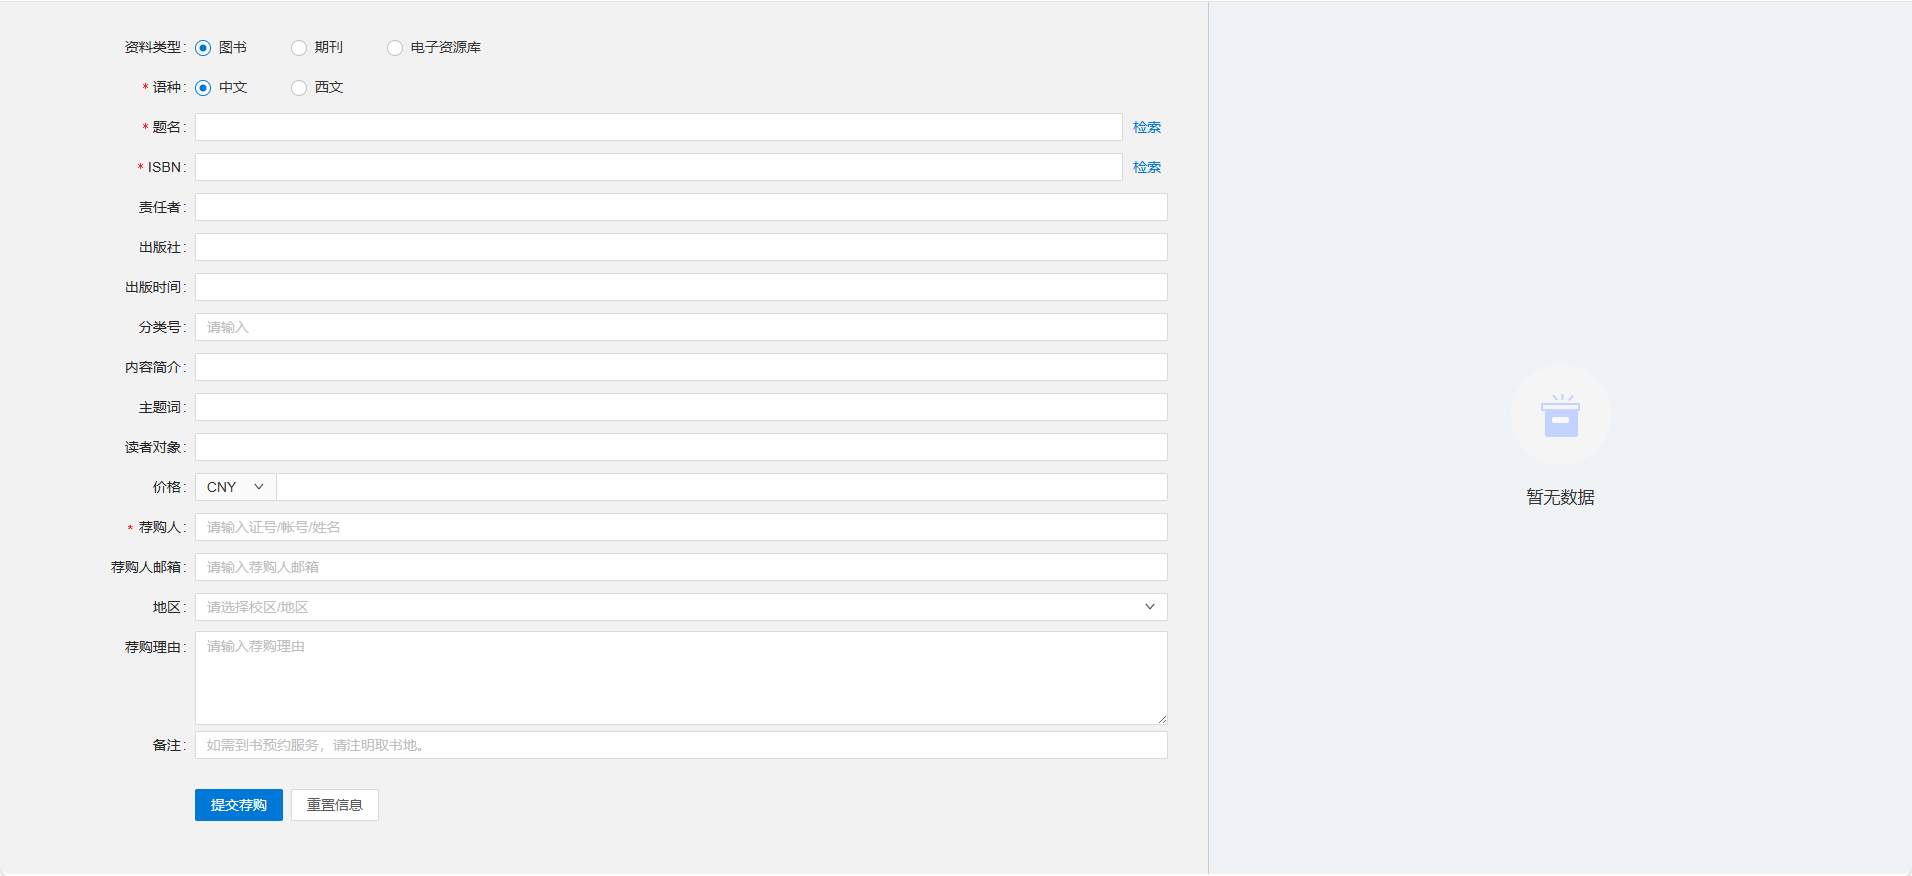 资料类型: 图书 期刊 电子资源库
* 语种: 中文 西文
* 题名: 检索
* ISBN: 检索
责任者:
出版社:
出版时间:
分类号: 请输入
内容简介:
主题词:
读者对象:
价格: CNY
* 荐购人: 请输入证号/帐号/姓名
荐购人邮箱: 请输入荐购人邮箱
地区: 请选择校区/地区
荐购理由: 请输入荐购理由
备注: 如需到书预约服务，请注明取书地。
提交荐购 重置信息
暂无数据